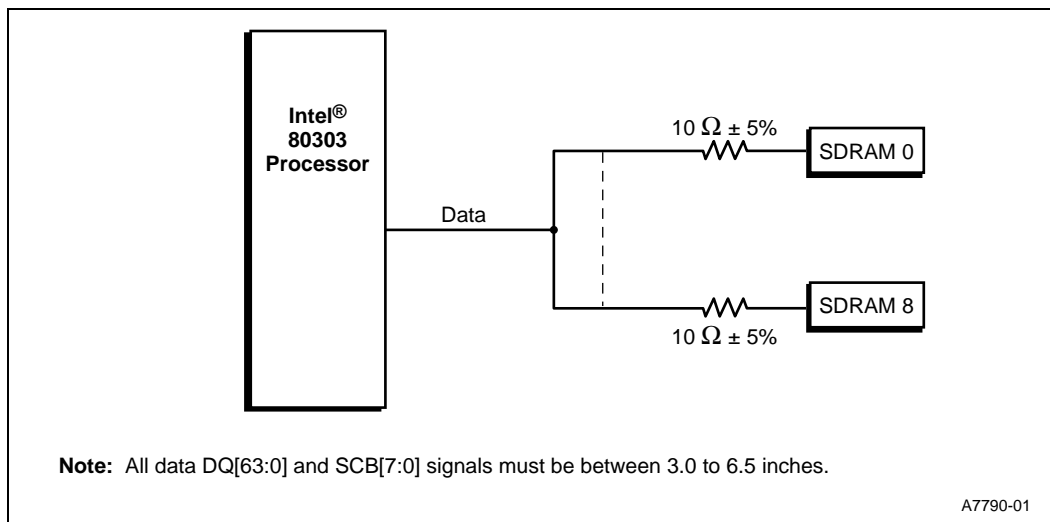 Intel®
80303
Processor
10 Ω ± 5%
SDRAM 0
Data
SDRAM 8
10 Ω ± 5%
Note: All data DQ[63:0] and SCB[7:0] signals must be between 3.0 to 6.5 inches.
A7790-01